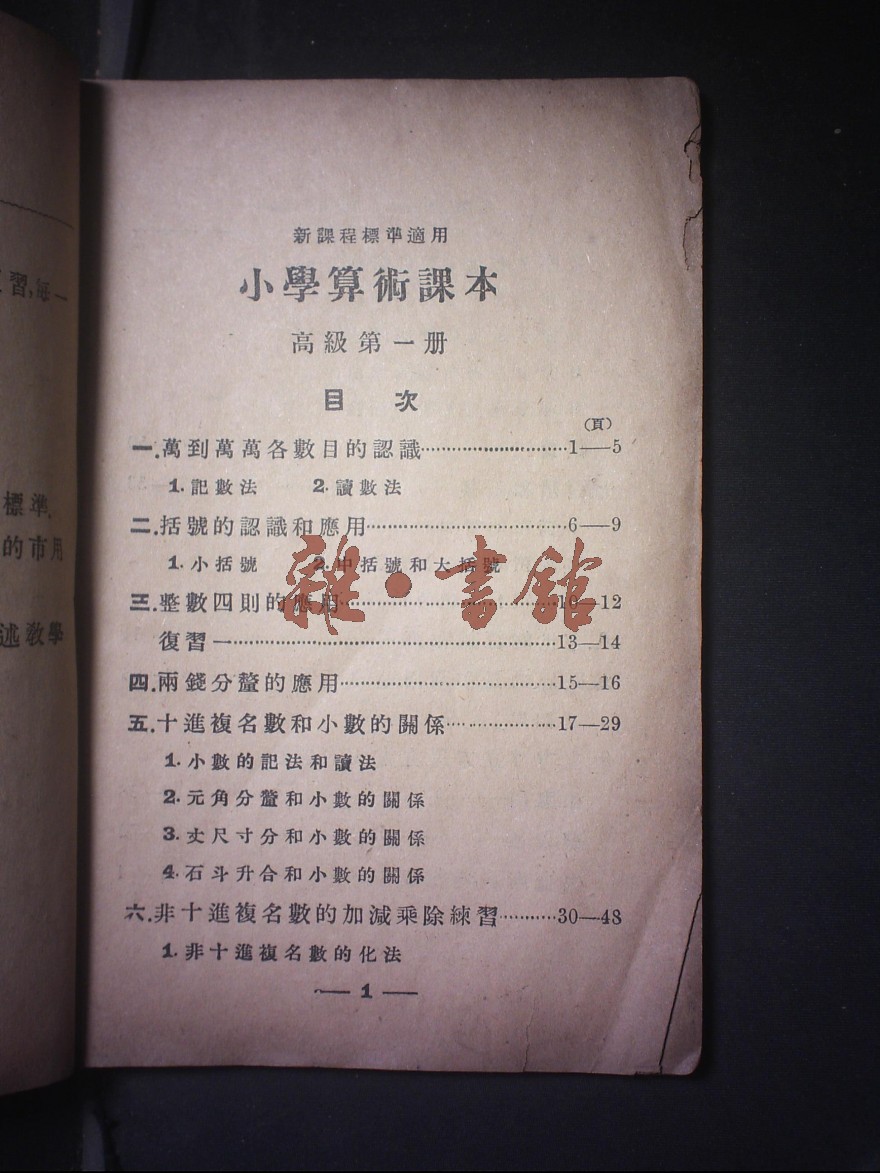 新課程標準適用
小學算術課本
高級第一册
目 次
(頁)
一.萬到萬萬各數目的認識……………………1——5
1.記數法 2.讀數法
二.括號的認識和應用……………………………6——9
1.小括號 2.中括號和大括號
三.整數四則的應用………………………………10—12
復習一………………………………………………13—14
四.兩錢分釐的應用………………………………15—16
五.十進複名數和小數的關係………………17—29
1.小數的記法和讀法
2.元角分釐和小數的關係
3.丈尺寸分和小數的關係
4.石斗升合和小數的關係
六.非十進複名數的加減乘除練習…………30—48
1.非十進複名數的化法
—— 1 ——
雜·書館
習,每一
標準,
的市用
述教學